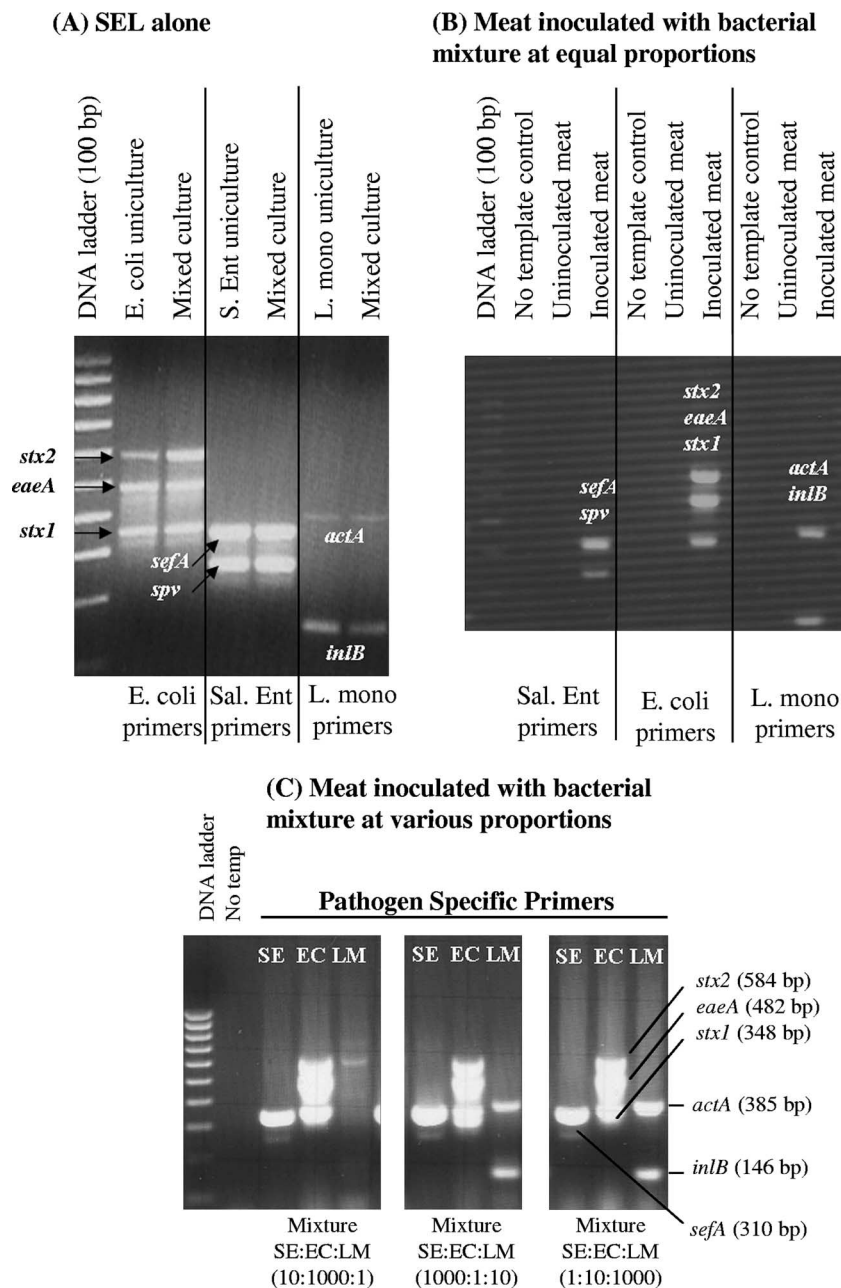 (A) SEL alone
DNA ladder (100 bp)
E. coli uniculture
Mixed culture
S. Ent uniculture
Mixed culture
L. mono uniculture
Mixed culture
stx2
eaeA
stx1
sefA
spv
actA
inlB
E. coli
primers
Sal. Ent
primers
L. mono
primers
(B) Meat inoculated with bacterial
mixture at equal proportions
DNA ladder (100 bp)
No template control
Uninoculated meat
Inoculated meat
No template control
Uninoculated meat
Inoculated meat
No template control
Uninoculated meat
Inoculated meat
stx2
eaeA
stx1
sefA
spv
actA
inlB
Sal. Ent
primers
E. coli
primers
L. mono
primers
(C) Meat inoculated with bacterial
mixture at various proportions
DNA ladder
No temp
Pathogen Specific Primers
SE EC LM
SE EC LM
SE EC LM
stx2 (584 bp)
eaeA (482 bp)
stx1 (348 bp)
actA (385 bp)
inlB (146 bp)
sefA (310 bp)
Mixture
SE:EC:LM
(10:1000:1)
Mixture
SE:EC:LM
(1000:1:10)
Mixture
SE:EC:LM
(1:10:1000)